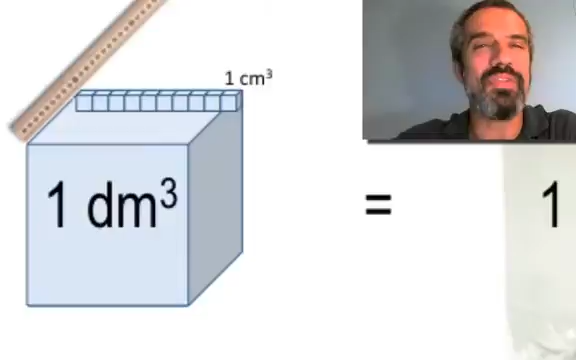 1 cm³
1 dm³ = 1